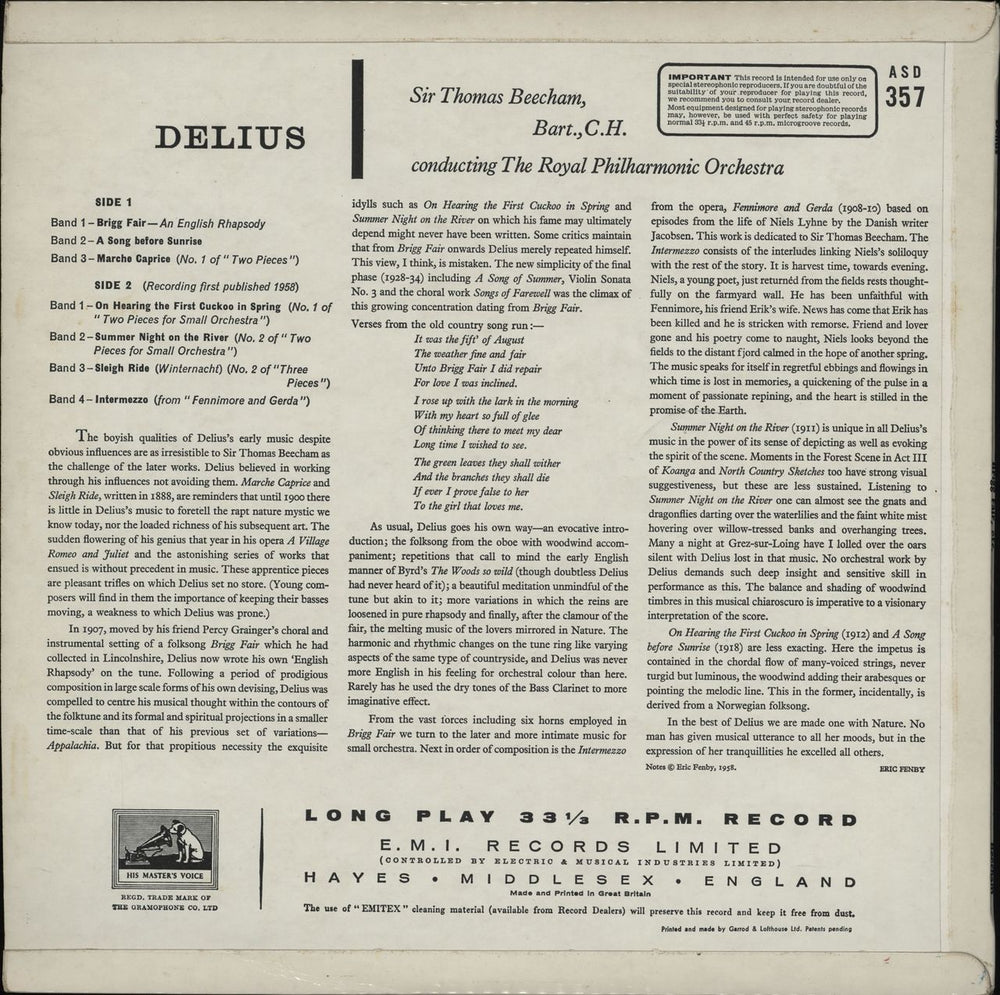 DELIUS
Sir Thomas Beecham,
Bart., C.H.
conducting The Royal Philharmonic Orchestra
IMPORTANT This record is intended for use only on
special stereophonic reproducers. If you are doubtful of the
suitability of your reproducer for playing this record,
we recommend you to consult your record dealer.
Most equipment designed for playing stereophonic records
may, however, be used with perfect safety for playing
normal 33⅓ r.p.m. and 45 r.p.m. microgroove records.
ASD
357
SIDE 1
Band 1–Brigg Fair—An English Rhapsody
Band 2–A Song before Sunrise
Band 3–Marche Caprice (No. 1 of "Two Pieces")
SIDE 2 (Recording first published 1958)
Band 1–On Hearing the First Cuckoo in Spring (No. 1 of
"Two Pieces for Small Orchestra")
Band 2–Summer Night on the River (No. 2 of "Two
Pieces for Small Orchestra")
Band 3–Sleigh Ride (Winternacht) (No. 2 of "Three
Pieces")
Band 4–Intermezzo (from "Fennimore and Gerda")
The boyish qualities of Delius's early music despite
obvious influences are as irresistible to Sir Thomas Beecham as
the challenge of the later works. Delius believed in working
through his influences not avoiding them. Marche Caprice and
Sleigh Ride, written in 1888, are reminders that until 1900 there
is little in Delius's music to foretell the rapt nature mystic we
know today, nor the loaded richness of his subsequent art. The
sudden flowering of his genius that year in his opera A Village
Romeo and Juliet and the astonishing series of works that
ensued is without precedent in music. These apprentice pieces
are pleasant trifles on which Delius set no store. (Young com-
posers will find in them the importance of keeping their basses
moving, a weakness to which Delius was prone.)
In 1907, moved by his friend Percy Grainger's choral and
instrumental setting of a folksong Brigg Fair which he had
collected in Lincolnshire, Delius now wrote his own 'English
Rhapsody' on the tune. Following a period of prodigious
composition in large scale forms of his own devising, Delius was
compelled to centre his musical thought within the contours of
the folktune and its formal and spiritual projections in a smaller
time-scale than that of his previous set of variations—
Appalachia. But for that propitious necessity the exquisite
idylls such as On Hearing the First Cuckoo in Spring and
Summer Night on the River on which his fame may ultimately
depend might never have been written. Some critics maintain
that from Brigg Fair onwards Delius merely repeated himself.
This view, I think, is mistaken. The new simplicity of the final
phase (1928-34) including A Song of Summer, Violin Sonata
No. 3 and the choral work Songs of Farewell was the climax of
this growing concentration dating from Brigg Fair.
Verses from the old country song run:—
It was the fift' of August
The weather fine and fair
Unto Brigg Fair I did repair
For love I was inclined.
I rose up with the lark in the morning
With my heart so full of glee
Of thinking there to meet my dear
Long time I wished to see.
The green leaves they shall wither
And the branches they shall die
If ever I prove false to her
To the girl that loves me.
As usual, Delius goes his own way—an evocative intro-
duction; the folksong from the oboe with woodwind accom-
paniment; repetitions that call to mind the early English
manner of Byrd's The Woods so wild (though doubtless Delius
had never heard of it); a beautiful meditation unmindful of the
tune but akin to it; more variations in which the reins are
loosened in pure rhapsody and finally, after the clamour of the
fair, the melting music of the lovers mirrored in Nature. The
harmonic and rhythmic changes on the tune ring like varying
aspects of the same type of countryside, and Delius was never
more English in his feeling for orchestral colour than here.
Rarely has he used the dry tones of the Bass Clarinet to more
imaginative effect.
From the vast forces including six horns employed in
Brigg Fair we turn to the later and more intimate music for
small orchestra. Next in order of composition is the Intermezzo
from the opera, Fennimore and Gerda (1908-10) based on
episodes from the life of Niels Lyhne by the Danish writer
Jacobsen. This work is dedicated to Sir Thomas Beecham. The
Intermezzo consists of the interludes linking Niels's soliloquy
with the rest of the story. It is harvest time, towards evening.
Niels, a young poet, just returned from the fields rests thought-
fully on the farmyard wall. He has been unfaithful with
Fennimore, his friend Erik's wife. News has come that Erik has
been killed and he is stricken with remorse. Friend and lover
gone and his poetry come to naught, Niels looks beyond the
fields to the distant fjord calmed in the hope of another spring.
The music speaks for itself in regretful ebbings and flowings in
which time is lost in memories, a quickening of the pulse in a
moment of passionate repining, and the heart is stilled in the
promise of the Earth.
Summer Night on the River (1911) is unique in all Delius's
music in the power of its sense of depicting as well as evoking
the spirit of the scene. Moments in the Forest Scene in Act III
of Koanga and North Country Sketches too have strong visual
suggestiveness, but these are less sustained. Listening to
Summer Night on the River one can almost see the gnats and
dragonflies darting over the waterlilies and the faint white mist
hovering over willow-tressed banks and overhanging trees.
Many a night at Grez-sur-Loing have I lolled over the oars
silent with Delius lost in that music. No orchestral work by
Delius demands such deep insight and sensitive skill in
performance as this. The balance and shading of woodwind
timbres in this musical chiaroscuro is imperative to a visionary
interpretation of the score.
On Hearing the First Cuckoo in Spring (1912) and A Song
before Sunrise (1918) are less exacting. Here the impetus is
contained in the chordal flow of many-voiced strings, never
turgid but luminous, the woodwind adding their arabesques or
pointing the melodic line. This in the former, incidentally, is
derived from a Norwegian folksong.
In the best of Delius we are made one with Nature. No
man has given musical utterance to all her moods, but in the
expression of her tranquillities he excelled all others.
Notes © Eric Fenby, 1958.
ERIC FENBY
HIS MASTER'S VOICE
REGD. TRADE MARK OF
THE GRAMOPHONE CO. LTD
LONG PLAY 33⅓ R.P.M. RECORD
E.M.I. RECORDS LIMITED
(CONTROLLED BY ELECTRIC & MUSICAL INDUSTRIES LIMITED)
HAYES • MIDDLESEX • ENGLAND
Made and Printed in Great Britain
The use of "EMITEX" cleaning material (available from Record Dealers) will preserve this record and keep it free from dust.
Printed and made by Garrod & Lofthouse Ltd. Patents pending